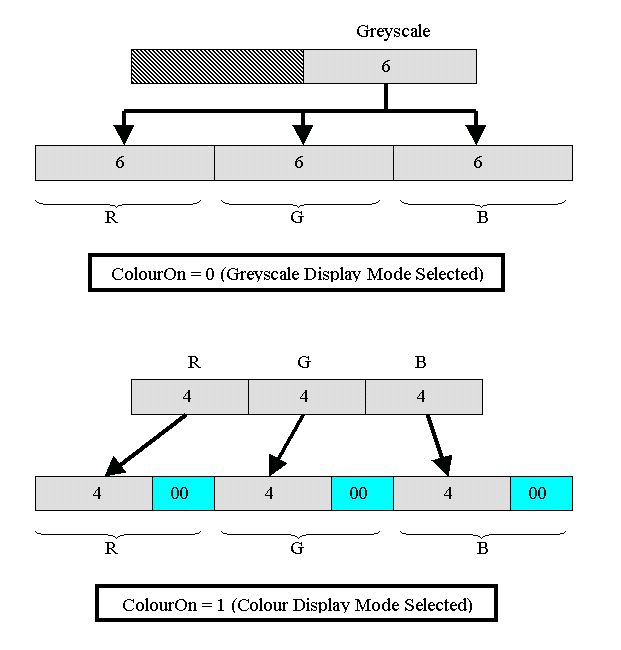 Greyscale
6
6 6 6
R G B
ColourOn = 0 (Greyscale Display Mode Selected)
R G B
4 4 4
4 00 4 00 4 00
R G B
ColourOn = 1 (Colour Display Mode Selected)